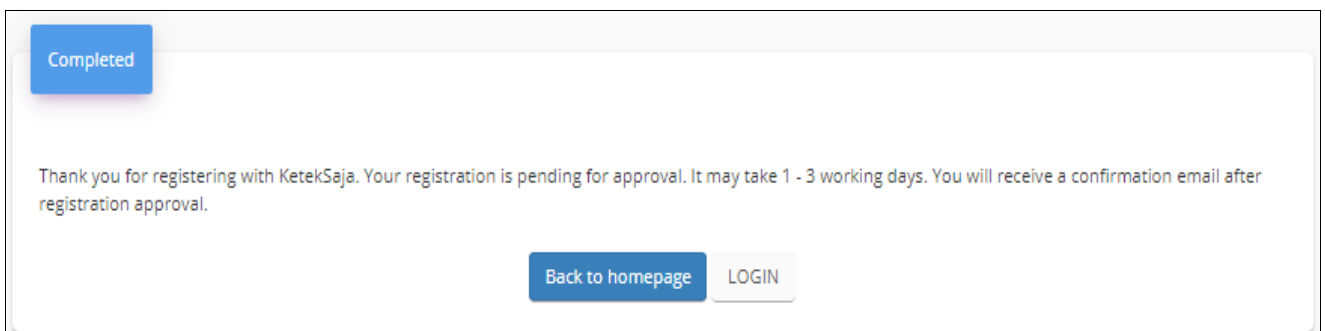 Completed
Thank you for registering with KetekSaja. Your registration is pending for approval. It may take 1 - 3 working days. You will receive a confirmation email after
registration approval.
Back to homepage LOGIN